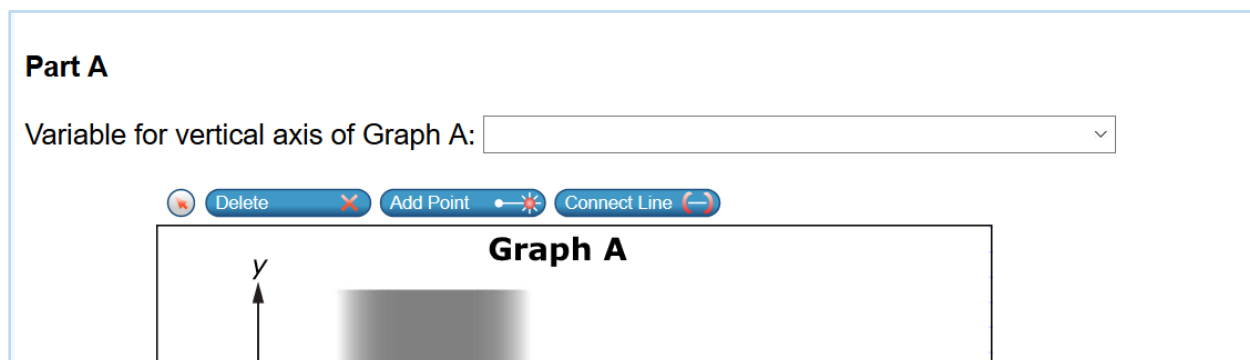 Part A
Variable for vertical axis of Graph A:
Delete Add Point Connect Line
Graph A
y